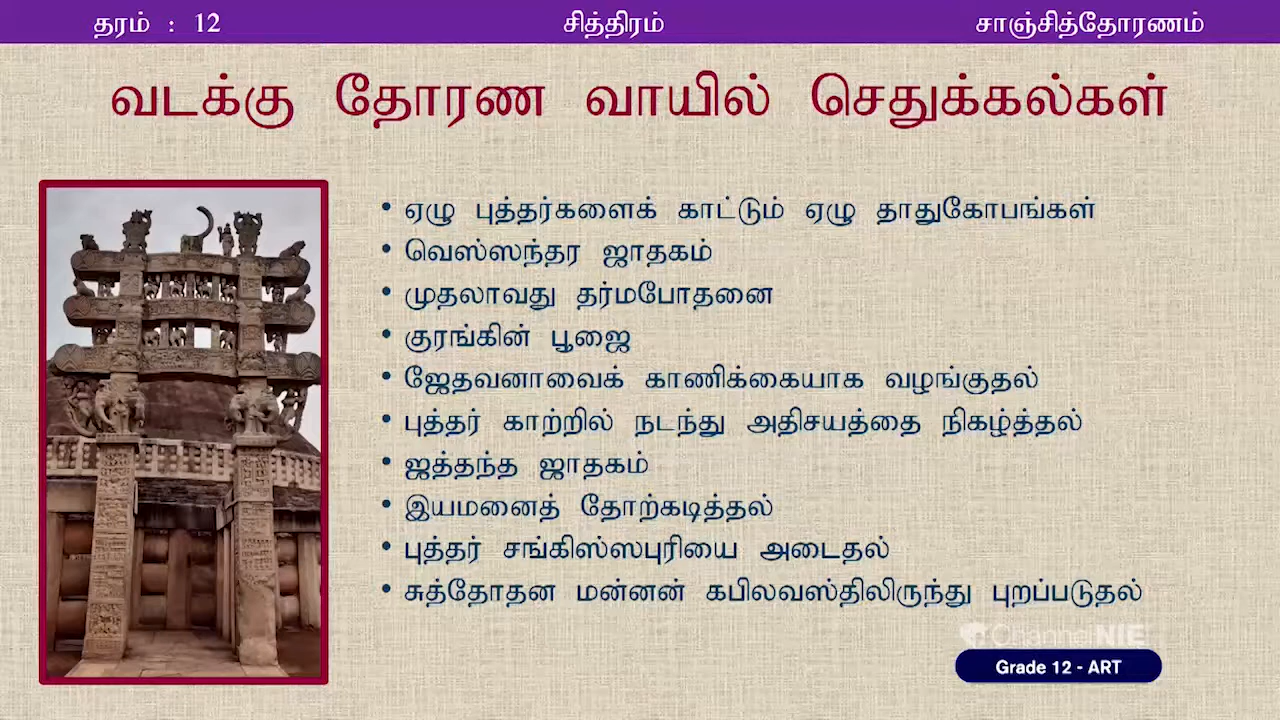 தரம் : 12 சித்திரம் சாஞ்சித்தோரணம்
வடக்கு தோரண வாயில் செதுக்கல்கள்
• ஏழு புத்தர்களைக் காட்டும் ஏழு தாதுகோபங்கள்
• வெஸ்ஸந்தர ஜாதகம்
• முதலாவது தர்மபோதனை
• குரங்கின் பூஜை
• ஜேதவனாவைக் காணிக்கையாக வழங்குதல்
• புத்தர் காற்றில் நடந்து அதிசயத்தை நிகழ்த்தல்
• ஜத்தந்த ஜாதகம்
• இயமனைத் தோற்கடித்தல்
• புத்தர் சங்கிஸ்ஸபுரியை அடைதல்
• சுத்தோதன மன்னன் கபிலவஸ்திலிருந்து புறப்படுதல்
Channel NIE
Grade 12 - ART